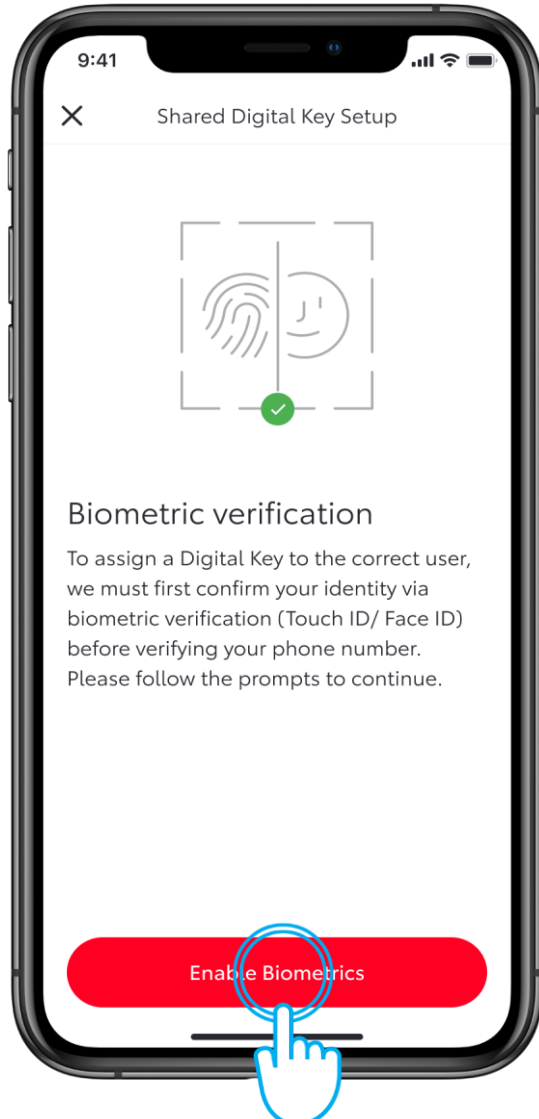 9:41
Shared Digital Key Setup
Biometric verification
To assign a Digital Key to the correct user,
we must first confirm your identity via
biometric verification (Touch ID/ Face ID)
before verifying your phone number.
Please follow the prompts to continue.
Enable Biometrics